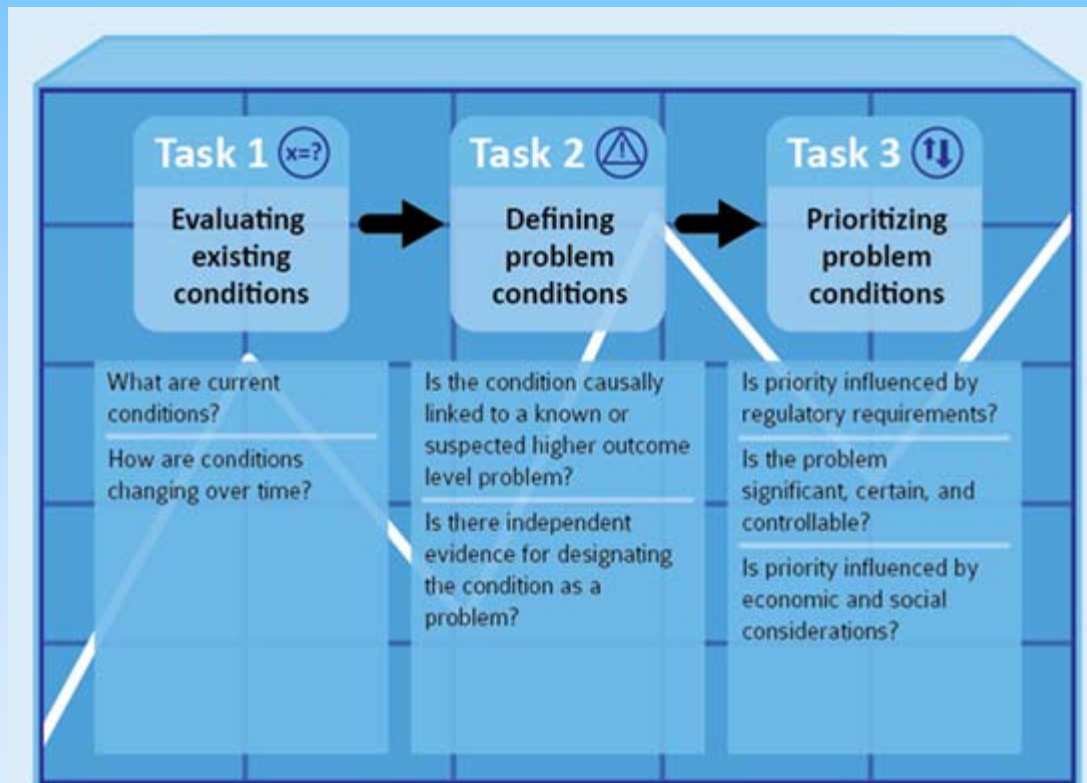 Task 1 x=?
Evaluating
existing
conditions
What are current
conditions?
How are conditions
changing over time?
Task 2 !
Defining
problem
conditions
Is the condition causally
linked to a known or
suspected higher outcome
level problem?
Is there independent
evidence for designating
the condition as a
problem?
Task 3
Prioritizing
problem
conditions
Is priority influenced by
regulatory requirements?
Is the problem
significant, certain, and
controllable?
Is priority influenced by
economic and social
considerations?